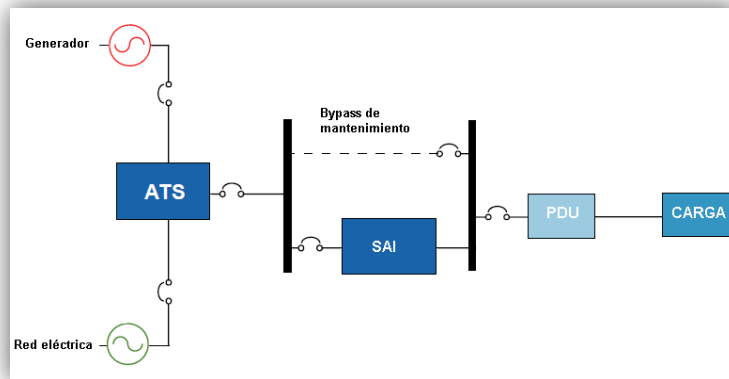 Generador
Bypass de
mantenimiento
ATS
PDU
CARGA
SAI
Red eléctrica